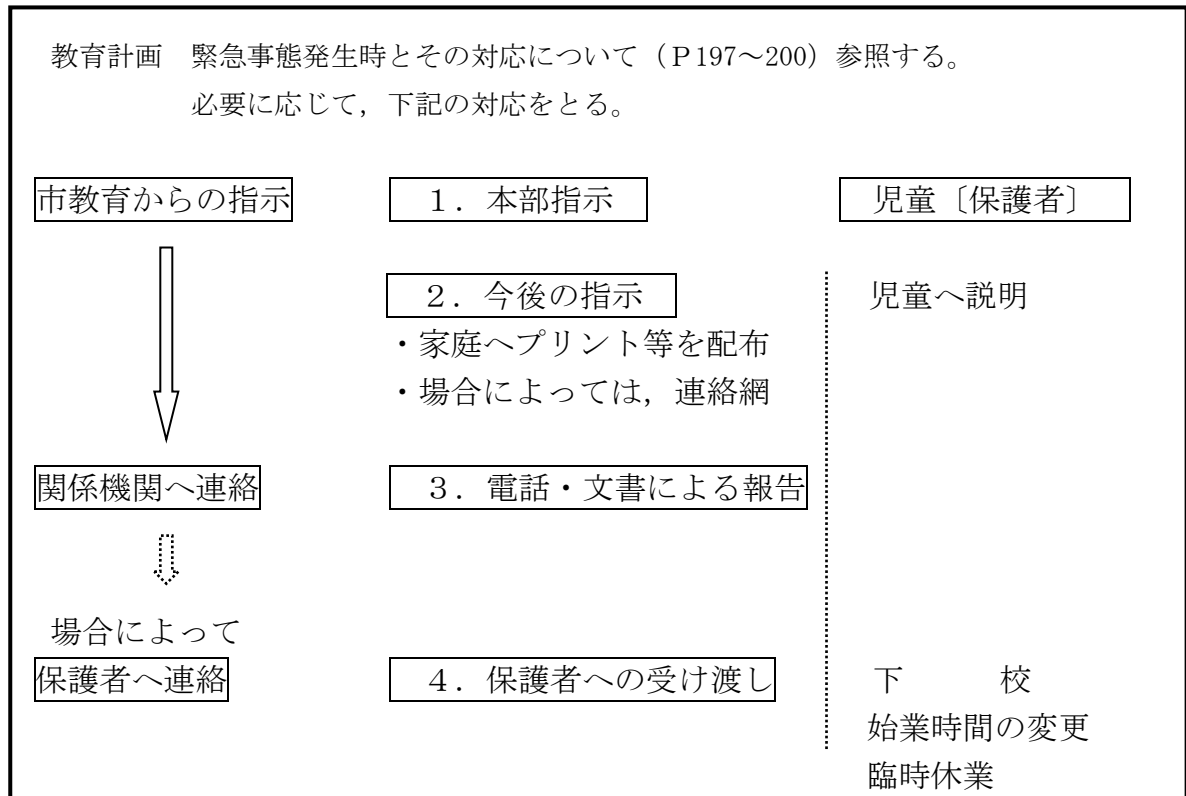 教育計画　緊急事態発生時とその対応について（Ｐ197～200）参照する。
必要に応じて，下記の対応をとる。
市教育からの指示　１．本部指示　児童〔保護者〕
２．今後の指示　児童へ説明
・家庭へプリント等を配布
・場合によっては，連絡網
関係機関へ連絡　３．電話・文書による報告
場合によって
保護者へ連絡　４．保護者への受け渡し　下　　校
始業時間の変更
臨時休業